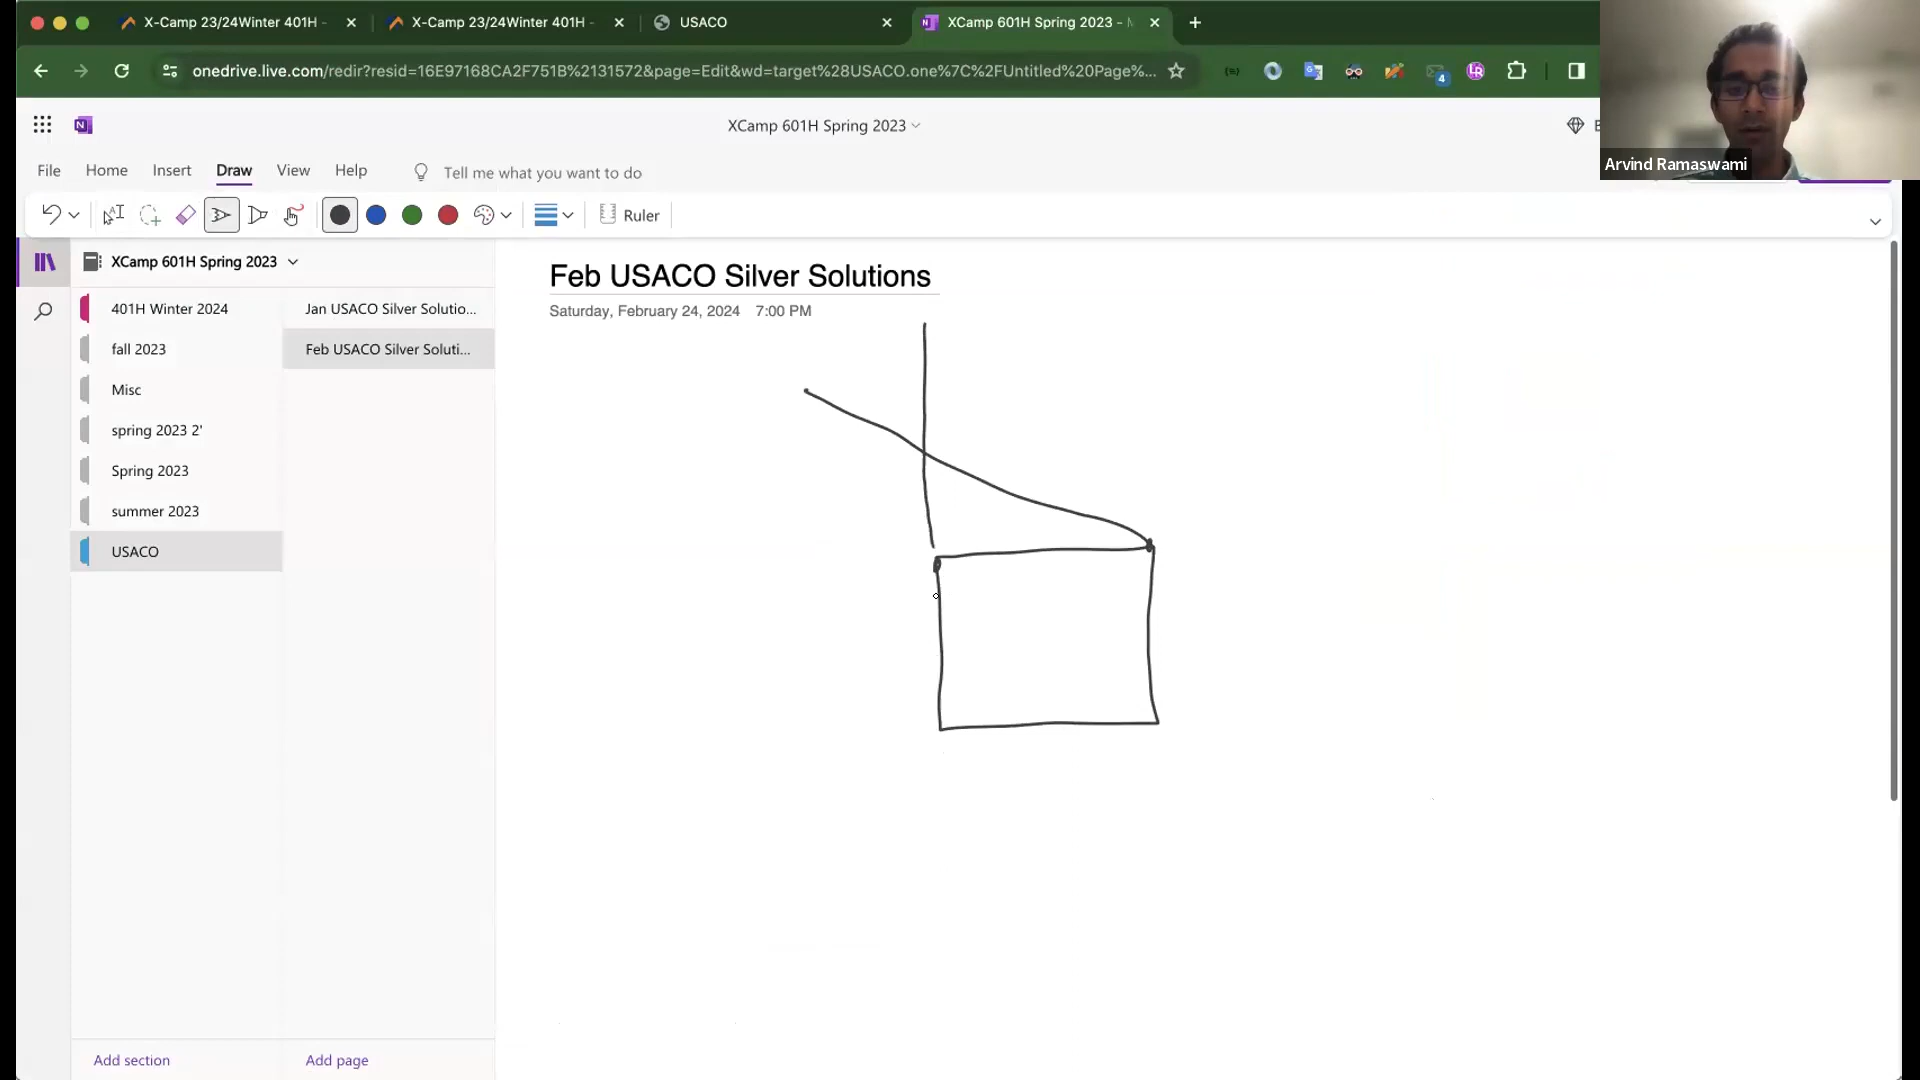 X-Camp 23/24Winter 401H -
X-Camp 23/24Winter 401H -
USACO
XCamp 601H Spring 2023 -
onedrive.live.com/redir?resid=16E97168CA2F751B%2131572&page=Edit&wd=target%28USACO.one%7C%2FUntitled%20Page%...
4
LR
N
XCamp 601H Spring 2023
Arvind Ramaswami
File Home Insert Draw View Help Tell me what you want to do
Ruler
XCamp 601H Spring 2023
401H Winter 2024
fall 2023
Misc
spring 2023 2'
Spring 2023
summer 2023
USACO
Add section
Jan USACO Silver Solutio...
Feb USACO Silver Soluti...
Add page
Feb USACO Silver Solutions
Saturday, February 24, 2024 7:00 PM